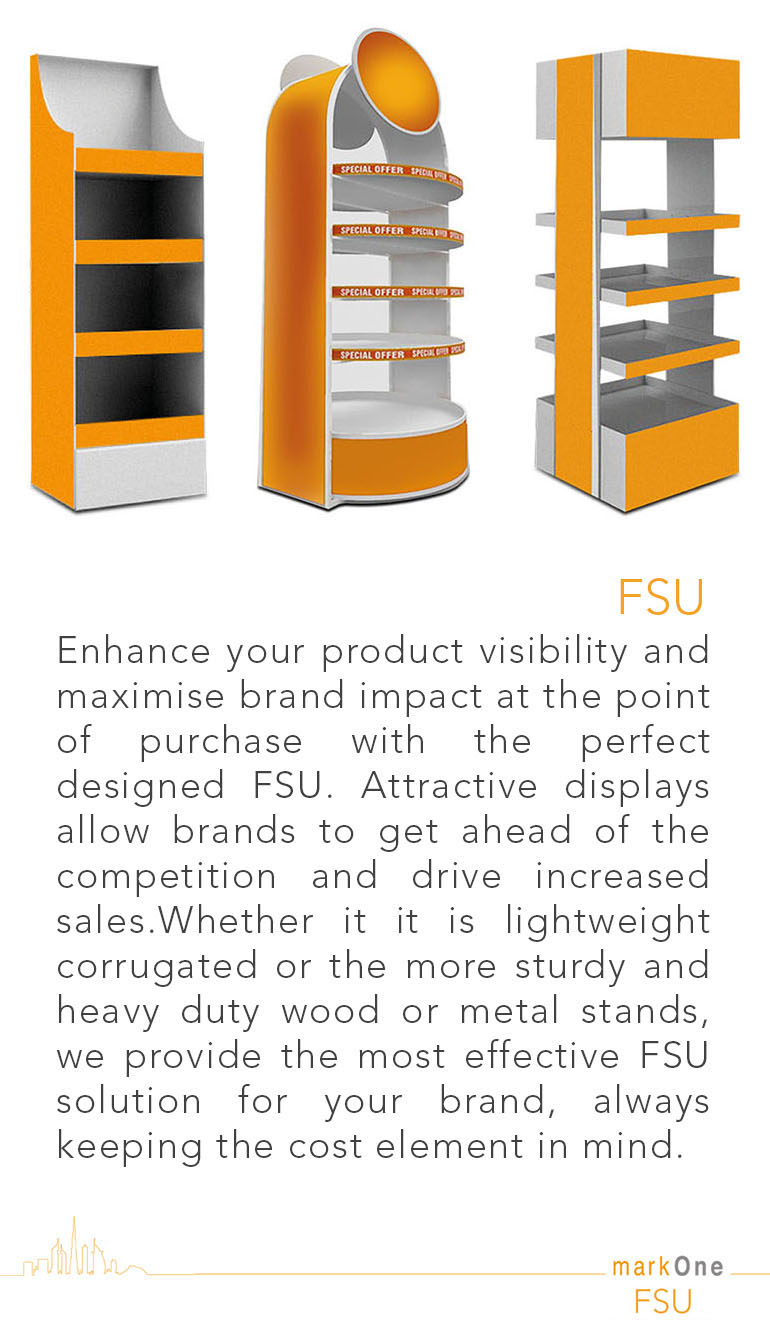 SPECIAL OFFER SPECIAL OFFER
SPECIAL OFFER SPECIAL OFFER
SPECIAL OFFER SPECIAL OFFER
SPECIAL OFFER SPECIAL OFFER
FSU
Enhance your product visibility and
maximise brand impact at the point
of purchase with the perfect
designed FSU. Attractive displays
allow brands to get ahead of the
competition and drive increased
sales.Whether it it is lightweight
corrugated or the more sturdy and
heavy duty wood or metal stands,
we provide the most effective FSU
solution for your brand, always
keeping the cost element in mind.
markOne
FSU